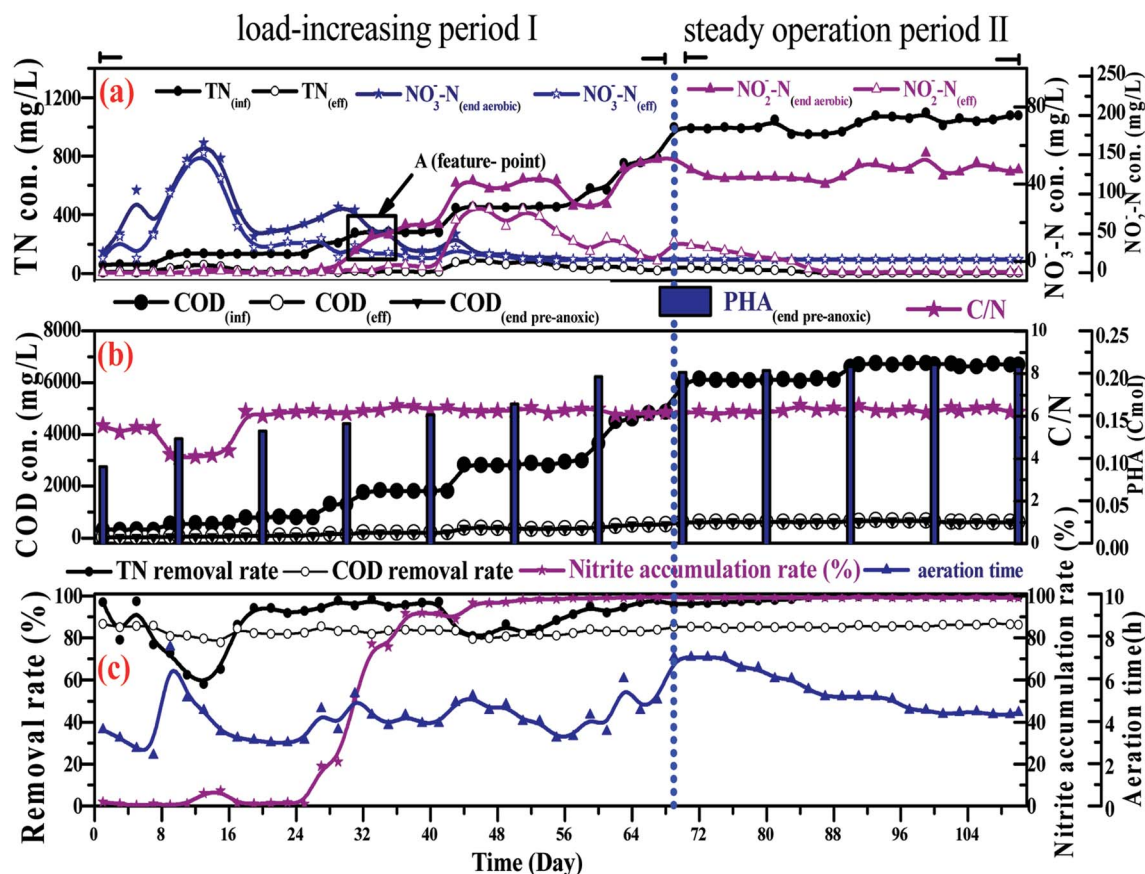 load-increasing period I
steady operation period II
(a)
TN(inf) TN(eff) NO3⁻-N(end aerobic) NO3⁻-N(eff) NO2⁻-N(end aerobic) NO2⁻-N(eff)
A (feature- point)
TN con. (mg/L)
1200
800
400
0
NO3⁻-N con. (mg/L)
80
40
0
NO2⁻-N con. (mg/L)
250
200
150
100
50
0
COD(inf) COD(eff) COD(end pre-anoxic) PHA(end pre-anoxic) C/N
(b)
COD con. (mg/L)
8000
6000
4000
2000
0
C/N
10
8
6
4
2
0
PHA (Cmol)
0.25
0.20
0.15
0.10
0.05
0.00
TN removal rate COD removal rate Nitrite accumulation rate (%) aeration time
(c)
Removal rate (%)
100
80
60
40
20
0
Nitrite accumulation rate (%)
100
80
60
40
20
0
Aeration time(h)
10
8
6
4
2
0
0 8 16 24 32 40 48 56 64 72 80 88 96 104
Time (Day)